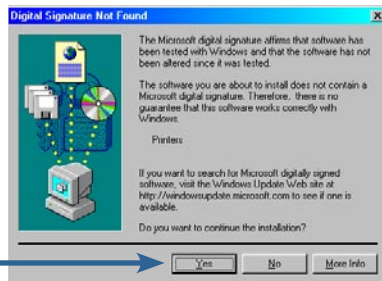 Digital Signature Not Found
The Microsoft digital signature affirms that software has
been tested with Windows and that the software has not
been altered since it was tested.
The software you are about to install does not contain a
Microsoft digital signature. Therefore, there is no
guarantee that this software works correctly with
Windows.
Printers
If you want to search for Microsoft digitally signed
software, visit the Windows Update Web site at
http://windowsupdate.microsoft.com to see if one is
available.
Do you want to continue the installation?
Yes No More Info